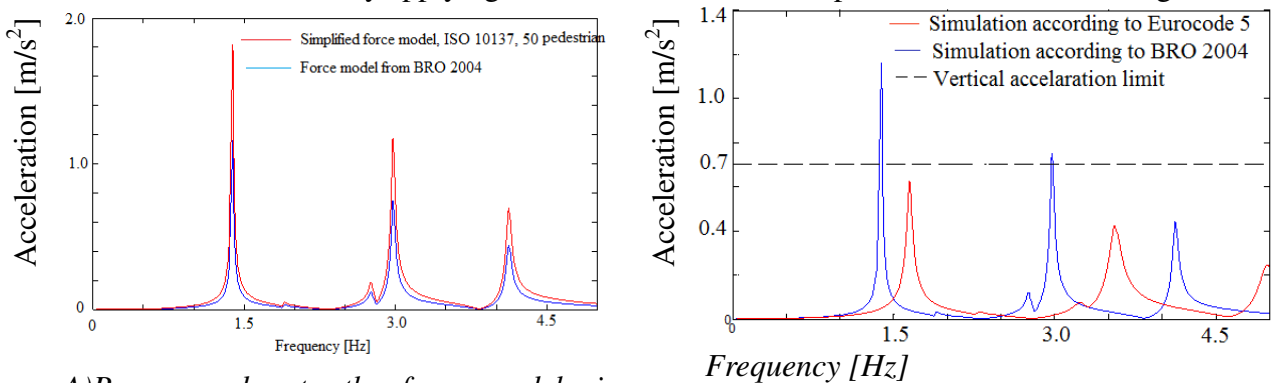 2.0
Simplified force model, ISO 10137, 50 pedestrian
Force model from BRO 2004
Acceleration [m/s²]
1.0
0
0 1.5 3.0 4.5
Frequency [Hz]
1.4
Simulation according to Eurocode 5
Simulation according to BRO 2004
Vertical accelaration limit
Acceleration [m/s²]
1.0
0.7
0.4
0
0 1.5 3.0 4.5
Frequency [Hz]